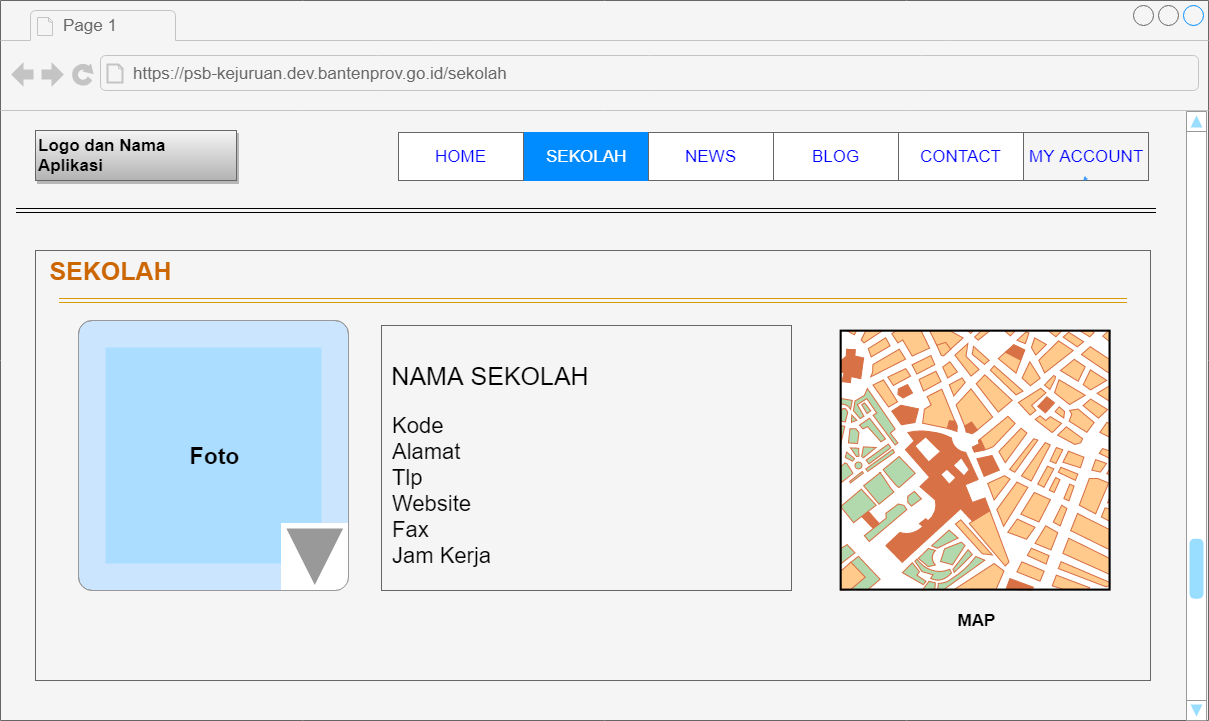 Page 1
https://psb-kejuruan.dev.bantenprov.go.id/sekolah
Logo dan Nama
Aplikasi
HOME SEKOLAH NEWS BLOG CONTACT MY ACCOUNT
SEKOLAH
Foto
NAMA SEKOLAH
Kode
Alamat
Tlp
Website
Fax
Jam Kerja
MAP